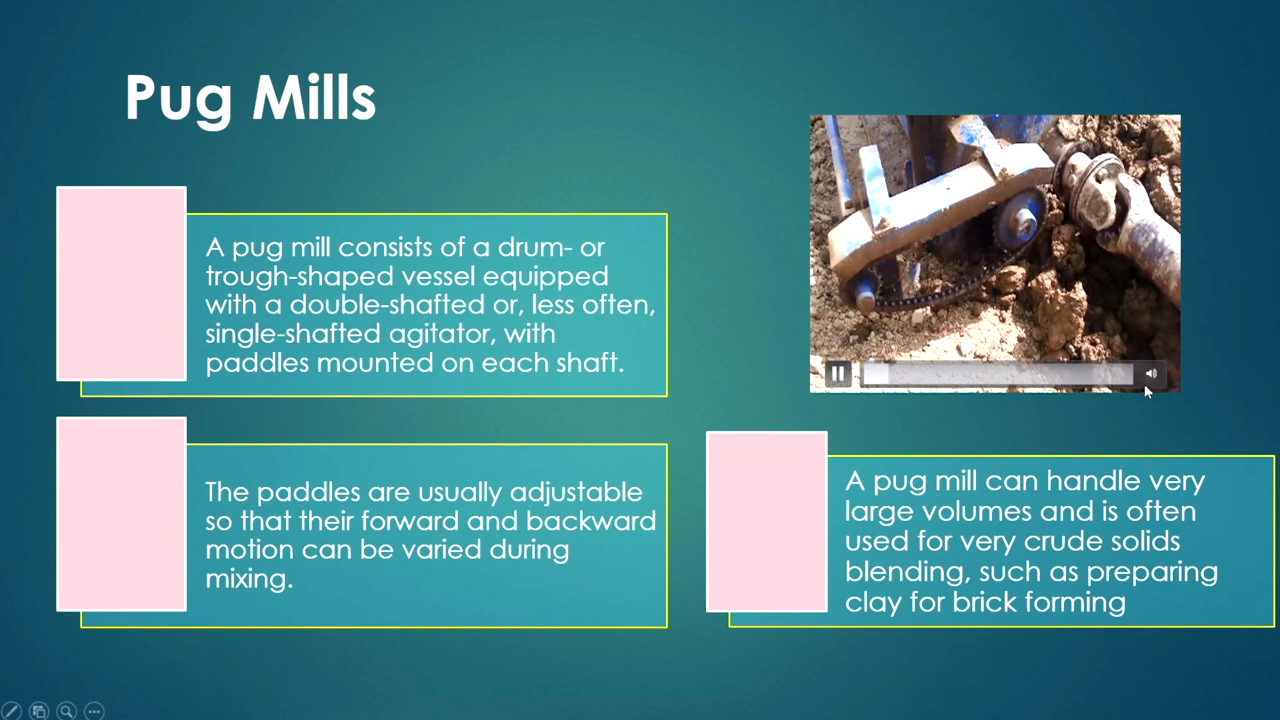 Pug Mills
A pug mill consists of a drum- or
trough-shaped vessel equipped
with a double-shafted or, less often,
single-shafted agitator, with
paddles mounted on each shaft.
The paddles are usually adjustable
so that their forward and backward
motion can be varied during
mixing.
A pug mill can handle very
large volumes and is often
used for very crude solids
blending, such as preparing
clay for brick forming